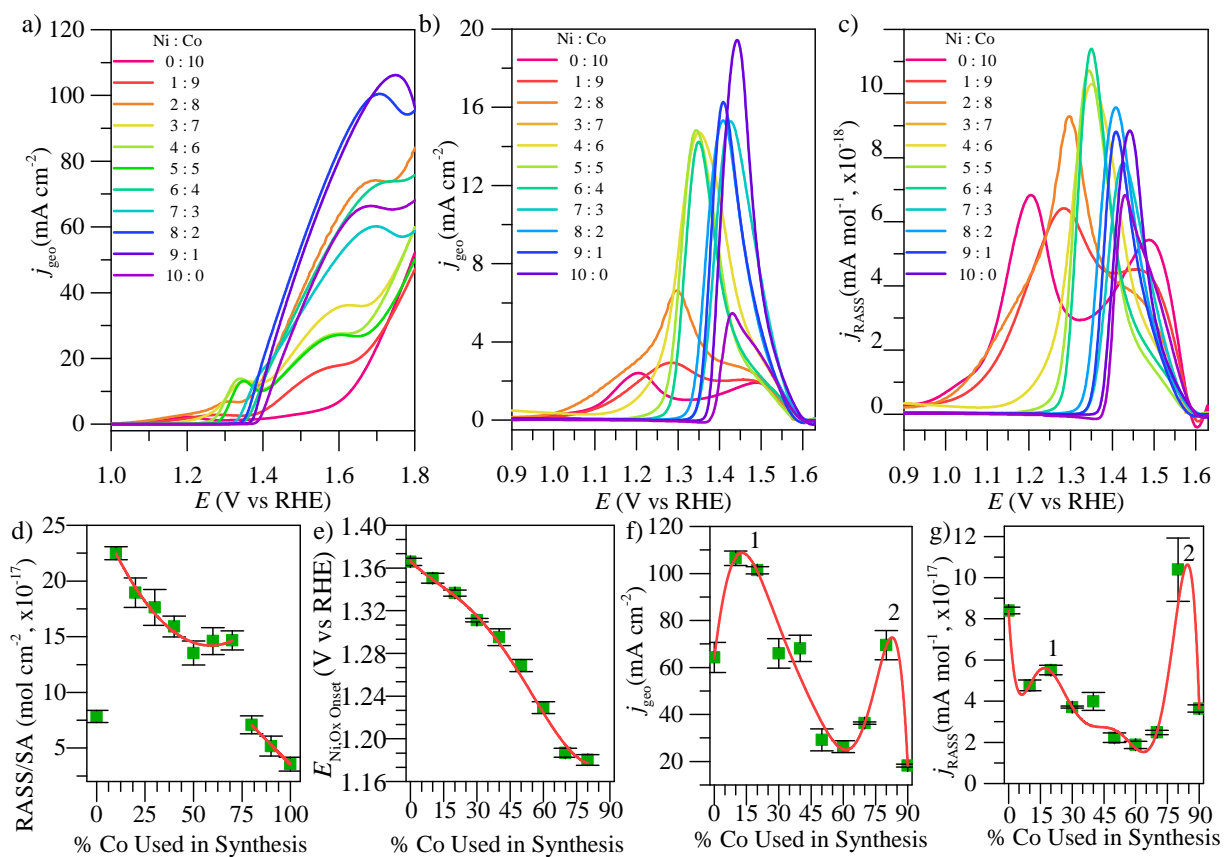 a)
120
100
80
60
40
20
0
j geo (mA cm-2)
Ni : Co
0 : 10
1 : 9
2 : 8
3 : 7
4 : 6
5 : 5
6 : 4
7 : 3
8 : 2
9 : 1
10 : 0
1.0 1.2 1.4 1.6 1.8
E (V vs RHE)
b)
20
16
12
8
4
0
j geo (mA cm-2)
Ni : Co
0 : 10
1 : 9
2 : 8
3 : 7
4 : 6
5 : 5
6 : 4
7 : 3
8 : 2
9 : 1
10 : 0
0.9 1.0 1.1 1.2 1.3 1.4 1.5 1.6
E (V vs RHE)
c)
10
8
6
4
2
0
j RASS (mA mol-1, x10-18)
Ni : Co
0 : 10
1 : 9
2 : 8
3 : 7
4 : 6
5 : 5
6 : 4
7 : 3
8 : 2
9 : 1
10 : 0
0.9 1.0 1.1 1.2 1.3 1.4 1.5 1.6
E (V vs RHE)
d)
25
20
15
10
5
RASS/SA (mol cm-2, x10-17)
0 25 50 75 100
% Co Used in Synthesis
e)
1.40
1.36
1.32
1.28
1.24
1.20
1.16
E Ni,Ox Onset (V vs RHE)
0 15 30 45 60 75 90
% Co Used in Synthesis
f)
120
100
80
60
40
20
j geo (mA cm-2)
1
2
0 15 30 45 60 75 90
% Co Used in Synthesis
g)
12
10
8
6
4
2
0
j RASS (mA mol-1, x10-17)
1
2
0 15 30 45 60 75 90
% Co Used in Synthesis